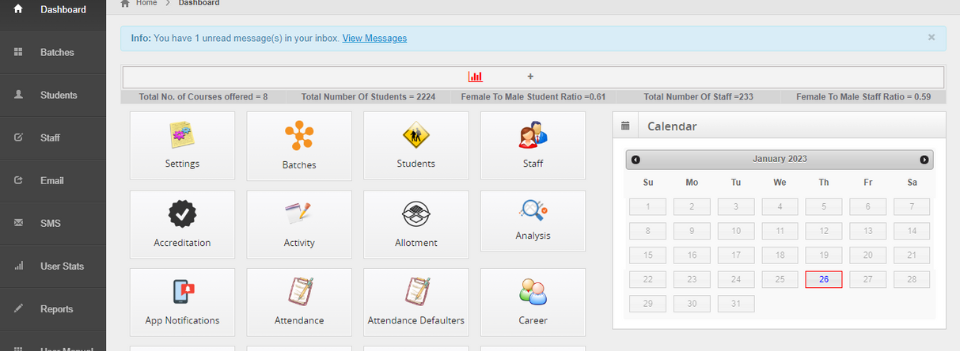 Dashboard
Batches
Students
Staff
Email
SMS
User Stats
Reports
User Manual
Home > Dashboard
Info: You have 1 unread message(s) in your inbox. View Messages ×
+
Total No. of Courses offered = 8 Total Number Of Students = 2224 Female To Male Student Ratio =0.61 Total Number Of Staff =233 Female To Male Staff Ratio = 0.59
Settings Batches Students Staff
Accreditation Activity Allotment Analysis
App Notifications Attendance Attendance Defaulters Career
Calendar
January 2023
Su Mo Tu We Th Fr Sa
1 2 3 4 5 6 7
8 9 10 11 12 13 14
15 16 17 18 19 20 21
22 23 24 25 26 27 28
29 30 31